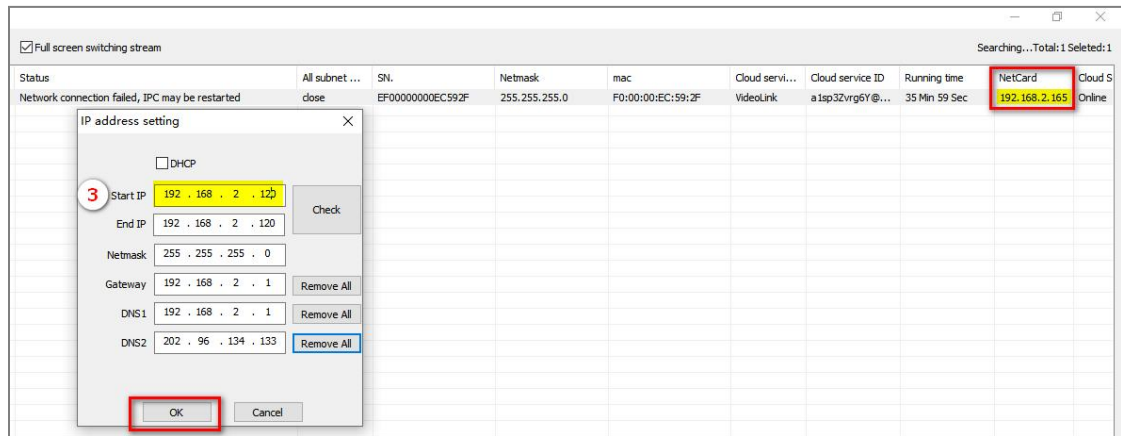 Full screen switching stream
Searching...Total:1 Seleted:1
Status All subnet ... SN. Netmask mac Cloud servi... Cloud service ID Running time NetCard Cloud S
Network connection failed, IPC may be restarted close EF00000000EC592F 255.255.255.0 F0:00:00:EC:59:2F VideoLink a1sp3Zvrg6Y@... 35 Min 59 Sec 192.168.2.165 Online
IP address setting
DHCP
3 Start IP 192 . 168 . 2 . 120
Check
End IP 192 . 168 . 2 . 120
Netmask 255 . 255 . 255 . 0
Gateway 192 . 168 . 2 . 1 Remove All
DNS1 192 . 168 . 2 . 1 Remove All
DNS2 202 . 96 . 134 . 133 Remove All
OK Cancel